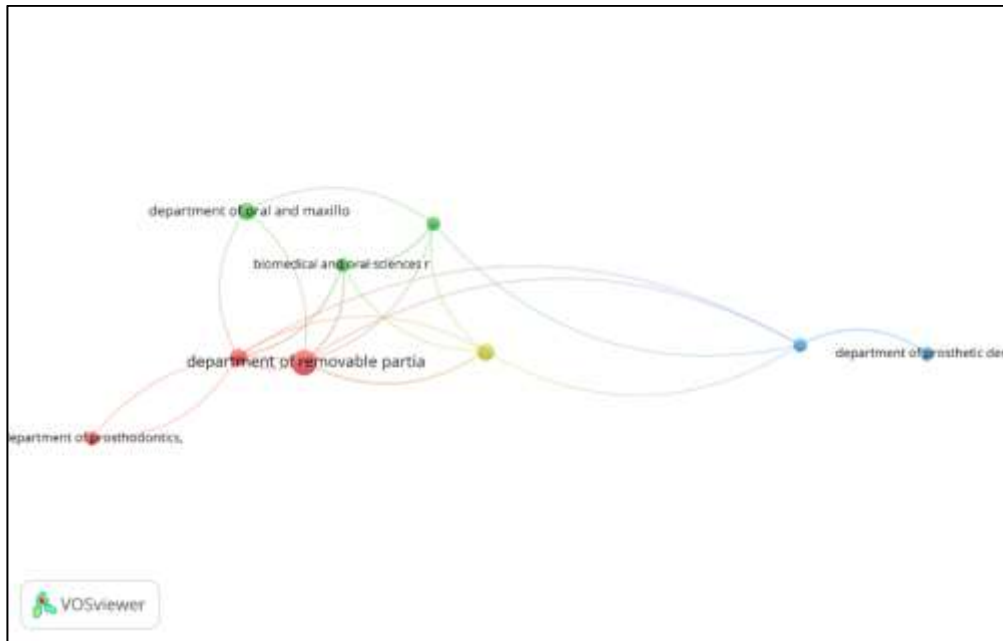 department of oral and maxillo
biomedical and oral sciences r
department of removable partia
department of prosthetic de
epartment of prosthodontics,
VOSviewer